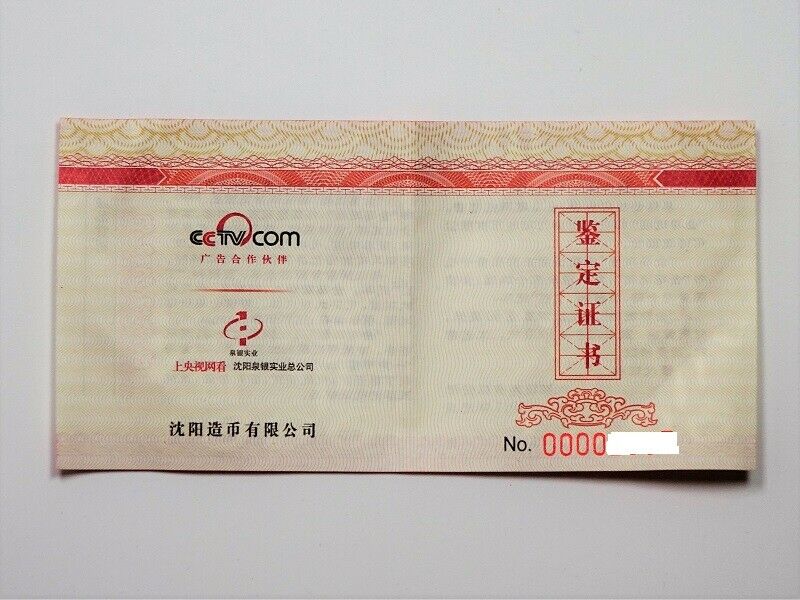 CCTV.com
广告合作伙伴
泉银实业
上央视网看 沈阳泉银实业总公司
沈阳造币有限公司
鉴定证书
No. 0000